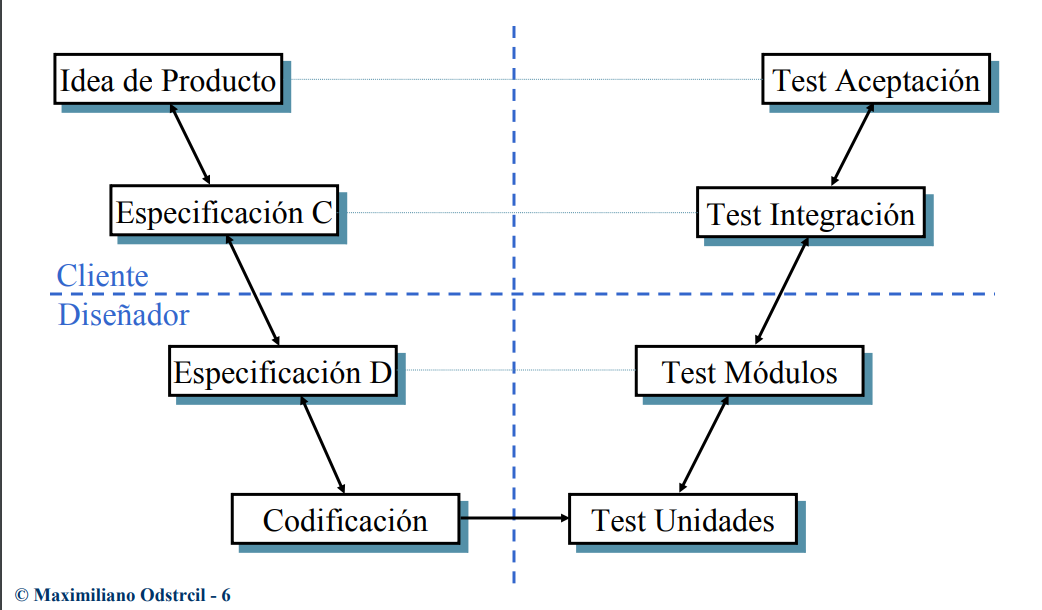 Idea de Producto
Test Aceptación
Especificación C
Test Integración
Cliente
Diseñador
Especificación D
Test Módulos
Codificación
Test Unidades
© Maximiliano Odstrcil - 6